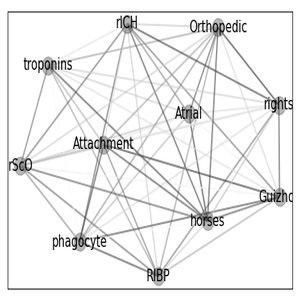 rICH
Orthopedic
troponins
rights
Atrial
Attachment
rScO
Guizho
horses
phagocyte
RIBP